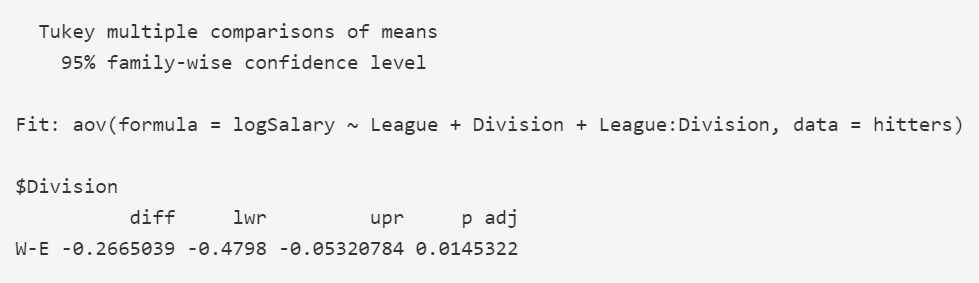 Tukey multiple comparisons of means
95% family-wise confidence level
Fit: aov(formula = logSalary ~ League + Division + League:Division, data = hitters)
$Division
diff lwr upr p adj
W-E -0.2665039 -0.4798 -0.05320784 0.0145322